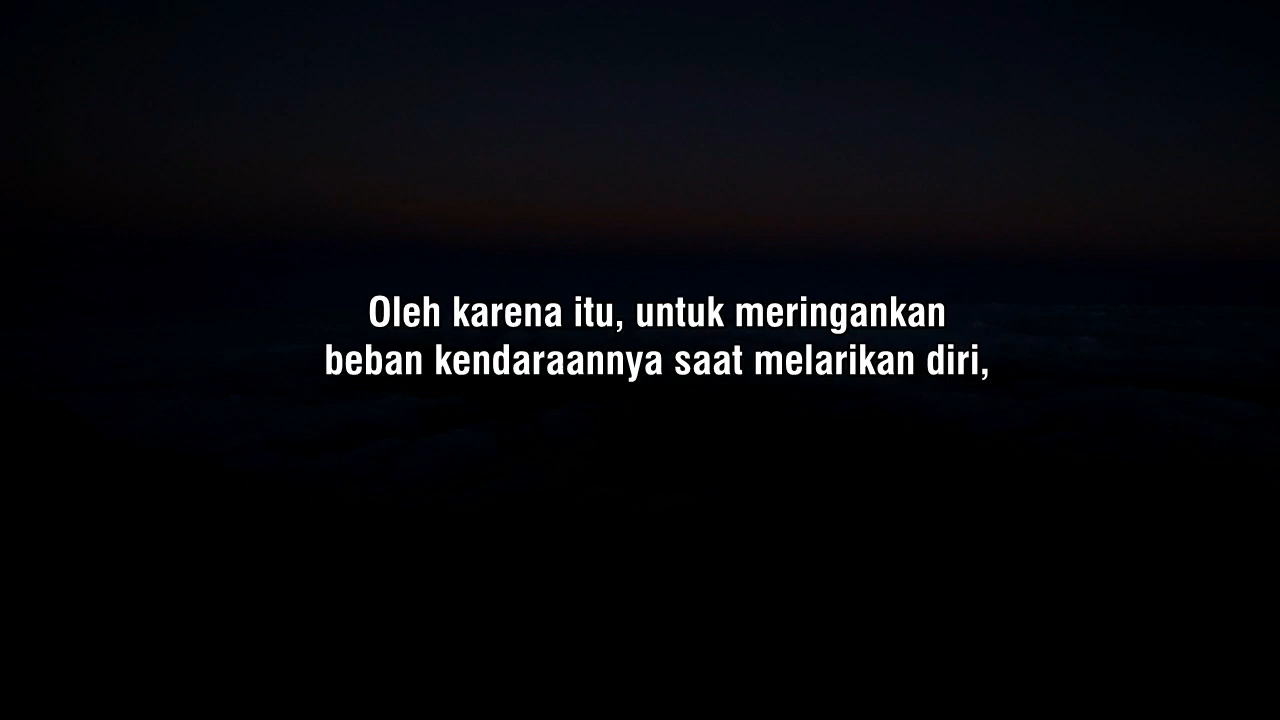 Oleh karena itu, untuk meringankan
beban kendaraannya saat melarikan diri,